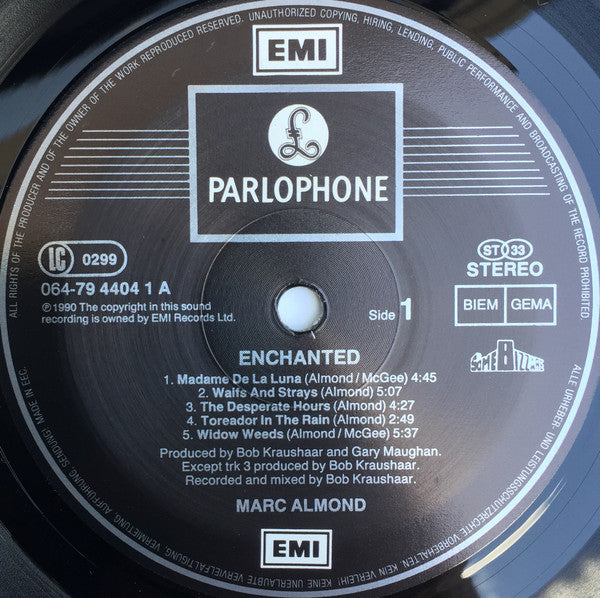 ALL RIGHTS OF THE PRODUCER AND OF THE OWNER OF THE WORK REPRODUCED RESERVED. UNAUTHORIZED COPYING, HIRING, LENDING, PUBLIC PERFORMANCE AND BROADCASTING OF THE RECORD PROHIBITED.
EMI
£
PARLOPHONE
LC 0299
064-79 4404 1 A
℗ 1990 The copyright in this sound
recording is owned by EMI Records Ltd.
ST 33
STEREO
BIEM GEMA
Side 1
SOME BIZZARE
ENCHANTED
1. Madame De La Luna (Almond/McGee) 4:45
2. Waifs And Strays (Almond) 5:07
3. The Desperate Hours (Almond) 4:27
4. Toreador In The Rain (Almond) 2:49
5. Widow Weeds (Almond/McGee) 5:37
Produced by Bob Kraushaar and Gary Maughan.
Except trk 3 produced by Bob Kraushaar.
Recorded and mixed by Bob Kraushaar.
MARC ALMOND
EMI
ALLE URHEBER- UND LEISTUNGSSCHUTZRECHTE VORBEHALTEN. KEIN VERLEIH! KEINE UNERLAUBTE VERVIELFÄLTIGUNG, VERMIETUNG, AUFFÜHRUNG, SENDUNG! MADE IN EEC.